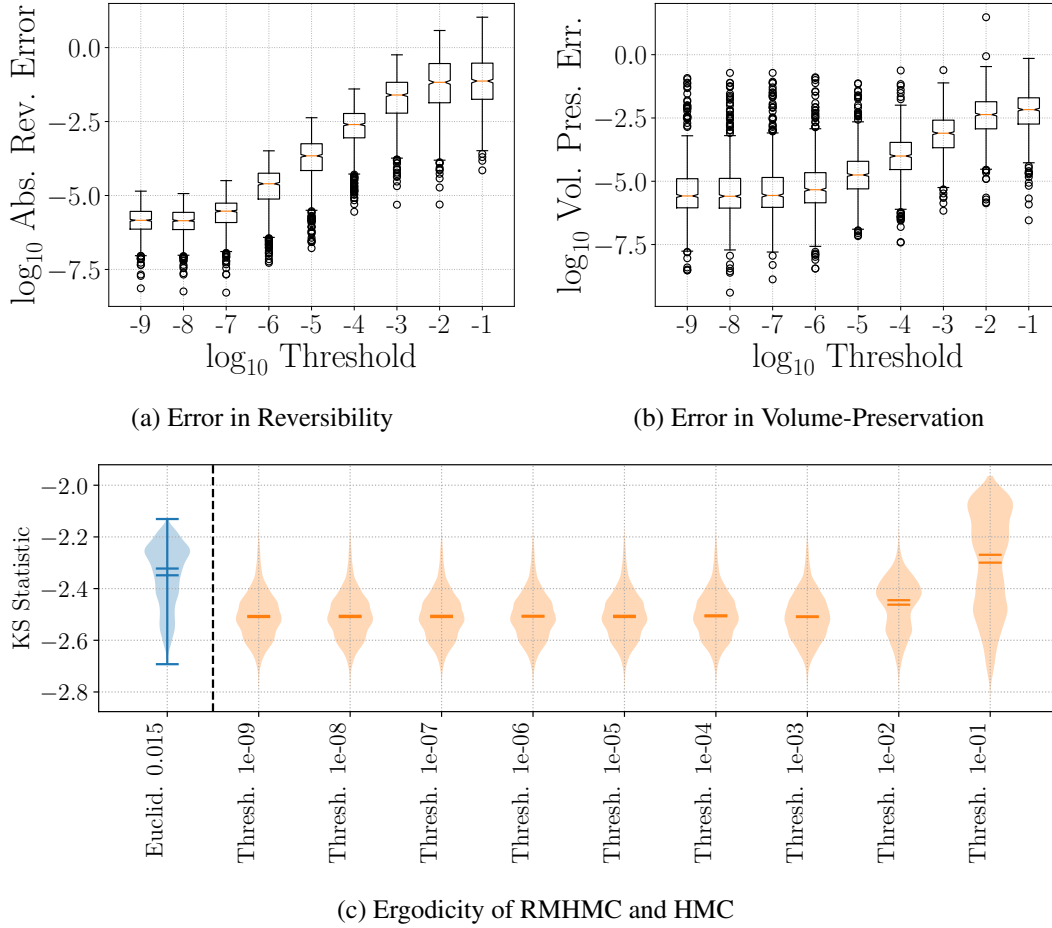 log₁₀ Abs. Rev. Error
0.0
−2.5
−5.0
−7.5
-9 -8 -7 -6 -5 -4 -3 -2 -1
log₁₀ Threshold
(a) Error in Reversibility
log₁₀ Vol. Pres. Err.
0.0
−2.5
−5.0
−7.5
-9 -8 -7 -6 -5 -4 -3 -2 -1
log₁₀ Threshold
(b) Error in Volume-Preservation
KS Statistic
−2.0
−2.2
−2.4
−2.6
−2.8
Euclid. 0.015
Thresh. 1e-09
Thresh. 1e-08
Thresh. 1e-07
Thresh. 1e-06
Thresh. 1e-05
Thresh. 1e-04
Thresh. 1e-03
Thresh. 1e-02
Thresh. 1e-01
(c) Ergodicity of RMHMC and HMC